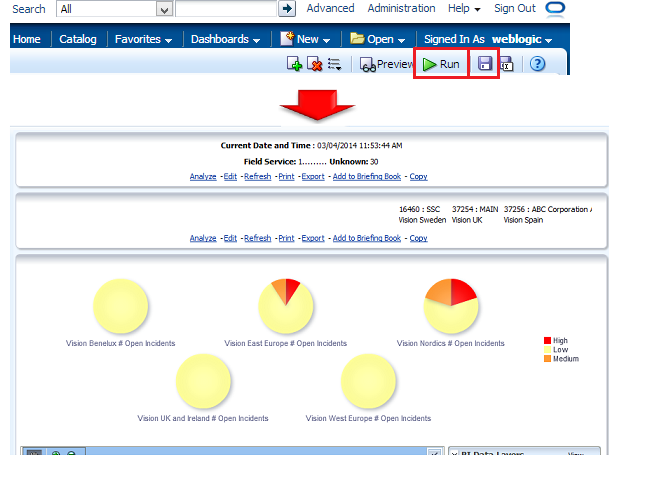 Search All Advanced Administration Help Sign Out
Home Catalog Favorites Dashboards New Open Signed In As weblogic
Preview Run
Current Date and Time : 03/04/2014 11:53:44 AM
Field Service: 1......... Unknown: 30
Analyze - Edit - Refresh - Print - Export - Add to Briefing Book - Copy
16460 : SSC 37254 : MAIN 37256 : ABC Corporation
Vision Sweden Vision UK Vision Spain
Analyze - Edit - Refresh - Print - Export - Add to Briefing Book - Copy
Vision Benelux # Open Incidents Vision East Europe # Open Incidents Vision Nordics # Open Incidents
High
Low
Medium
Vision UK and Ireland # Open Incidents Vision West Europe # Open Incidents
BI Data Layers View